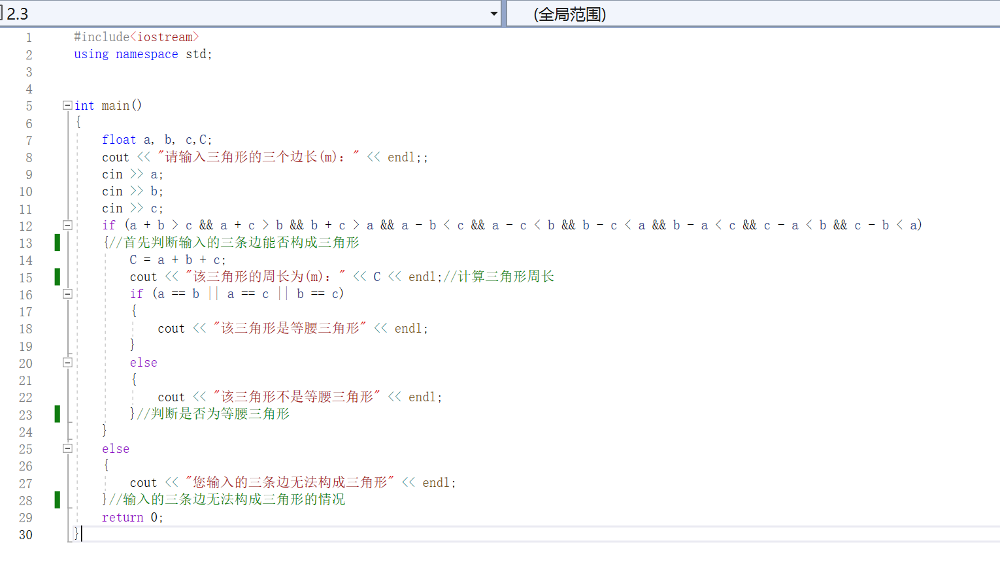 2.3
(全局范围)
1 #include<iostream>
2 using namespace std;
3
4
5 int main()
6 {
7 float a, b, c,C;
8 cout << "请输入三角形的三个边长(m)：" << endl;;
9 cin >> a;
10 cin >> b;
11 cin >> c;
12 if (a + b > c && a + c > b && b + c > a && a - b < c && a - c < b && b - c < a && b - a < c && c - a < b && c - b < a)
13 {//首先判断输入的三条边能否构成三角形
14 C = a + b + c;
15 cout << "该三角形的周长为(m)：" << C << endl;//计算三角形周长
16 if (a == b || a == c || b == c)
17 {
18 cout << "该三角形是等腰三角形" << endl;
19 }
20 else
21 {
22 cout << "该三角形不是等腰三角形" << endl;
23 }//判断是否为等腰三角形
24 }
25 else
26 {
27 cout << "您输入的三条边无法构成三角形" << endl;
28 }//输入的三条边无法构成三角形的情况
29 return 0;
30 }